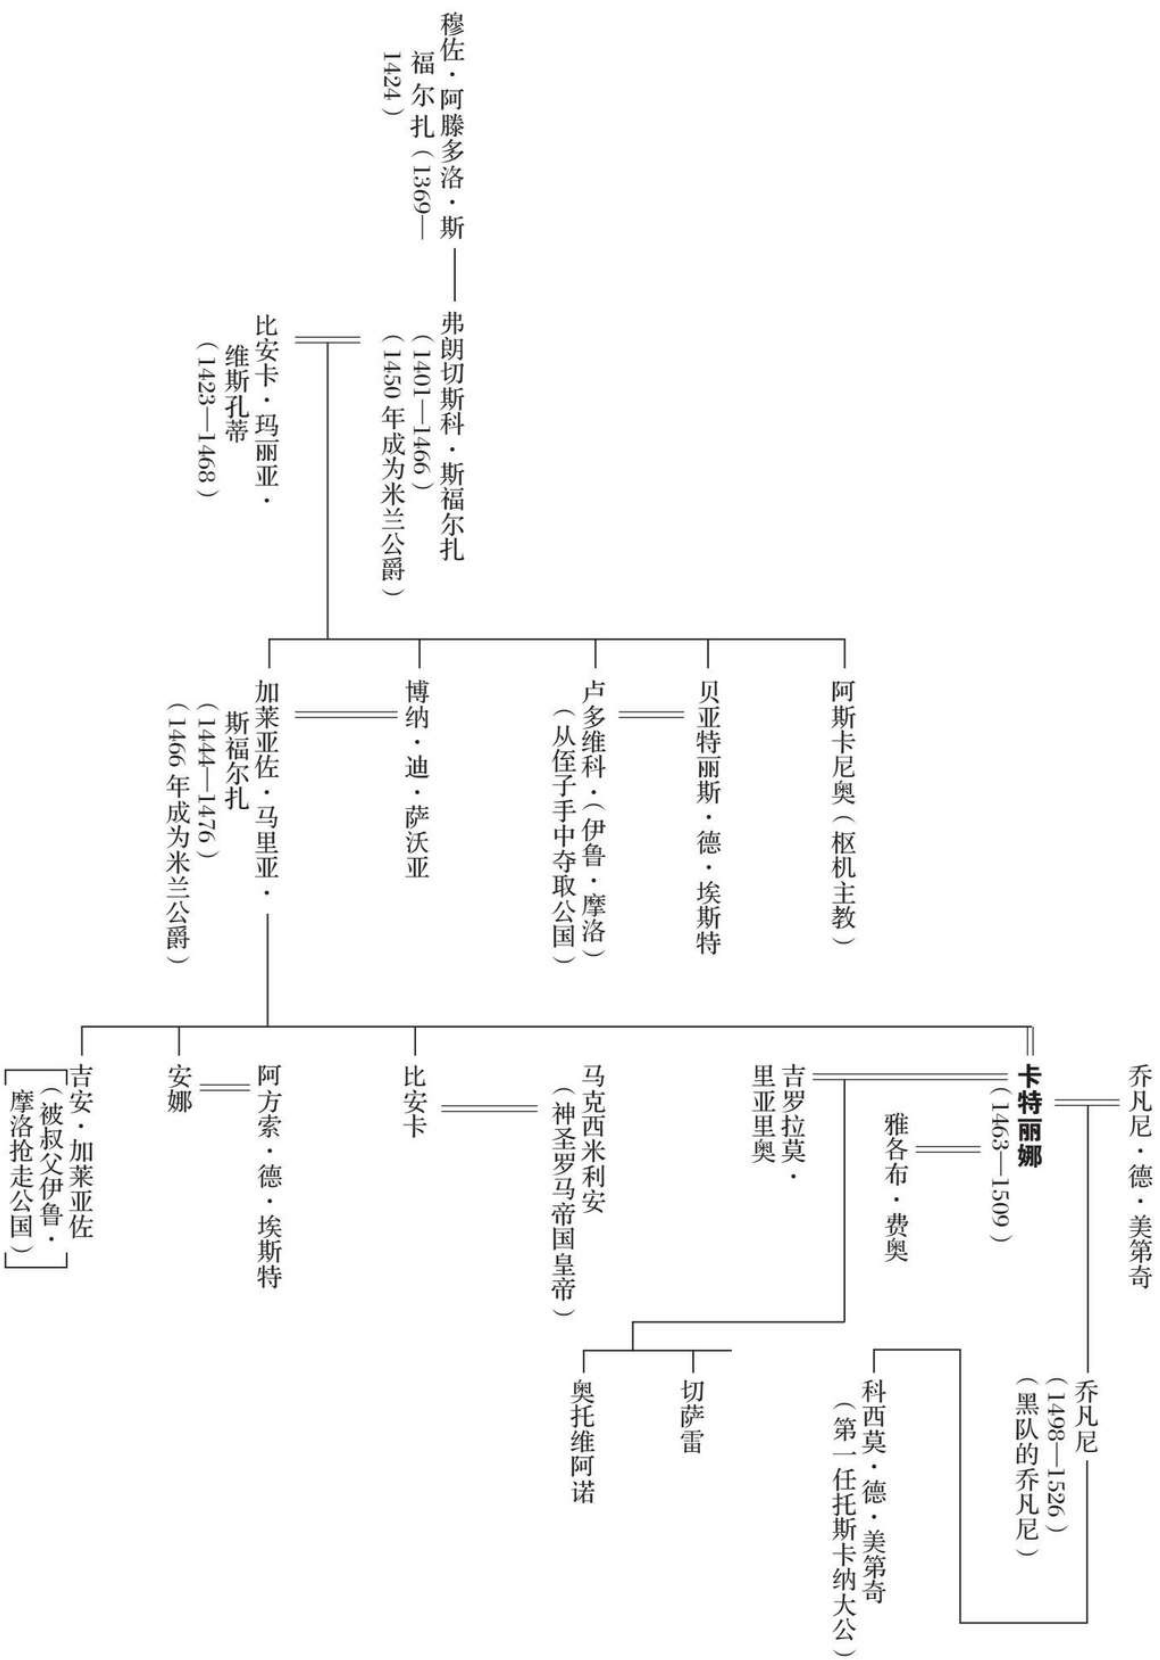 穆佐·阿滕多洛·斯
福尔扎（1369—
1424）
弗朗切斯科·斯福尔扎
（1401—1466）
（1450年成为米兰公爵）
比安卡·玛丽亚·
维斯孔蒂
（1423—1468）
阿斯卡尼奥（枢机主教）
贝亚特丽斯·德·埃斯特
卢多维科·（伊鲁·摩洛）
（从侄子手中夺取公国）
博纳·迪·萨沃亚
加莱亚佐·马里亚·
斯福尔扎
（1444—1476）
（1466年成为米兰公爵）
乔凡尼·德·美第奇
卡特丽娜
（1463—1509）
雅各布·费奥
吉罗拉莫·
里亚里奥
马克西米利安
（神圣罗马帝国皇帝）
比安卡
阿方索·德·埃斯特
安娜
吉安·加莱亚佐
（被叔父伊鲁·
摩洛抢走公国）
乔凡尼
（1498—1526）
（黑队的乔凡尼）
科西莫·德·美第奇
（第一任托斯卡纳大公）
切萨雷
奥托维阿诺